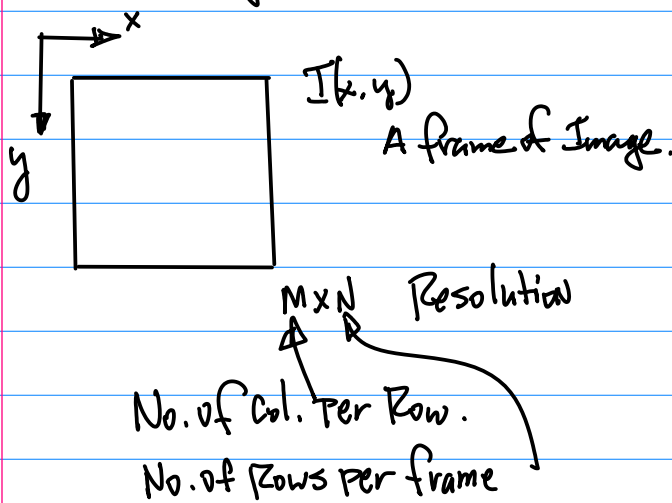 x
I(x,y)
A frame of Image.
y
MxN Resolution
No. of Col. Per Row.
No. of Rows per frame